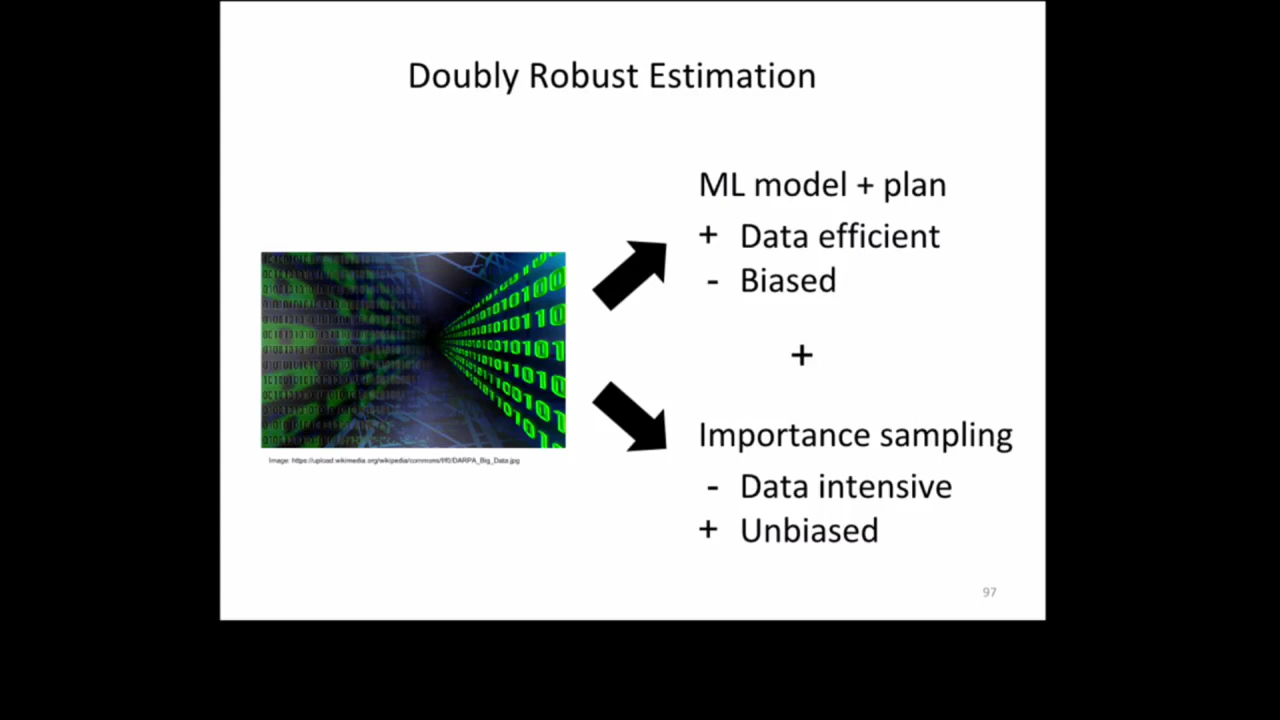 Doubly Robust Estimation
ML model + plan
+ Data efficient
- Biased
+
Importance sampling
- Data intensive
+ Unbiased
Image: https://upload.wikimedia.org/wikipedia/commons/f/f0/DARPA_Big_Data.jpg
97